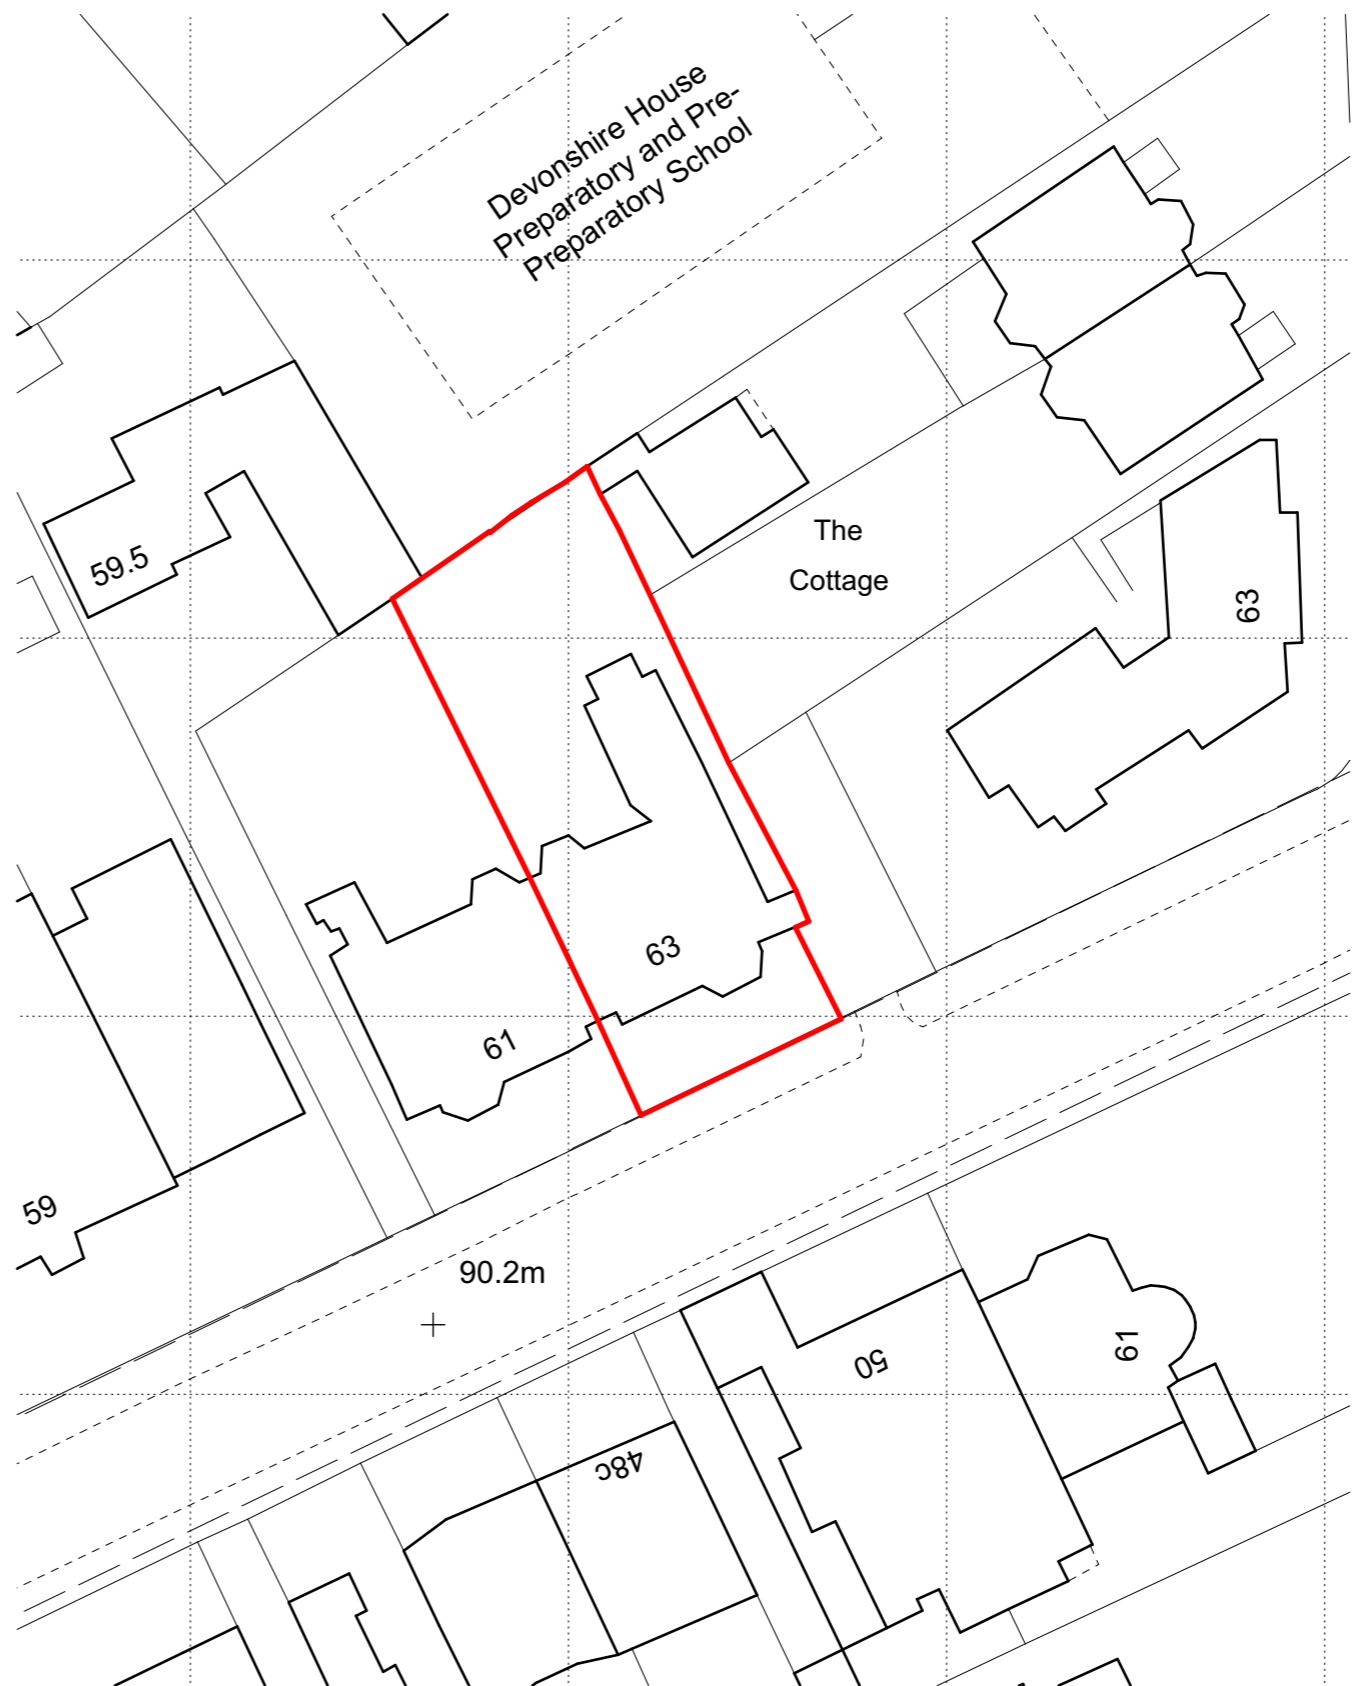 Devonshire House
Preparatory and Pre-
Preparatory School
The
Cottage
59.5
63
63
61
59
90.2m
50
61
48c